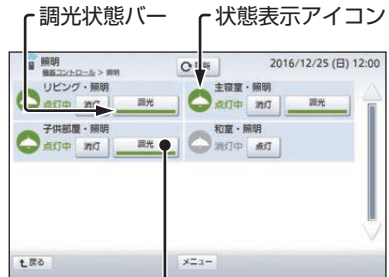 調光状態バー 状態表示アイコン
照明
機器コントロール > 照明
2016/12/25 (日) 12:00
リビング・照明 主寝室・照明
点灯中 消灯 調光 点灯中 消灯 調光
子供部屋・照明 和室・照明
点灯中 消灯 調光 消灯中 点灯
戻る メニュー